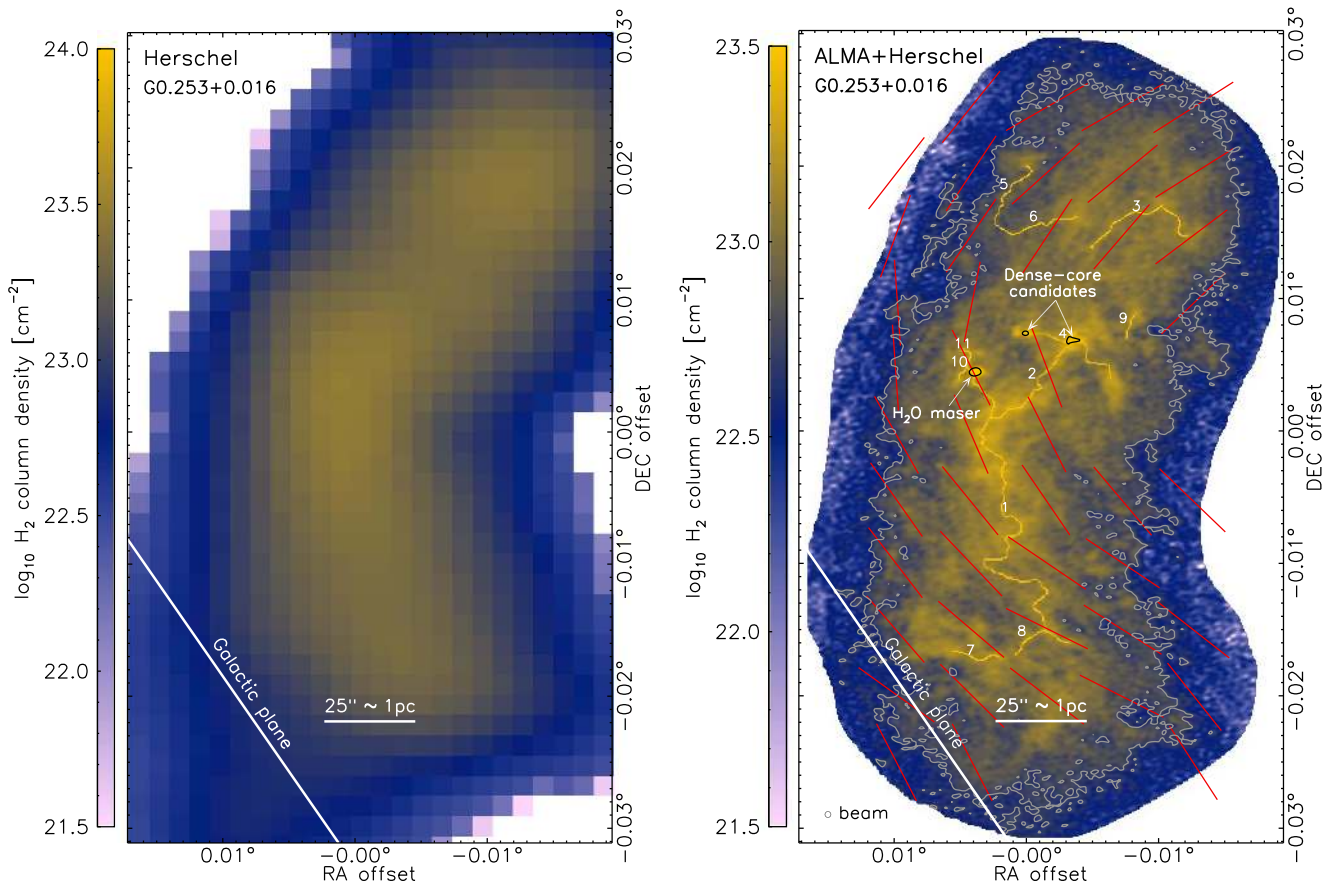 Herschel
G0.253+0.016
24.0
23.5
23.0
22.5
22.0
21.5
log₁₀ H₂ column density [cm⁻²]
Galactic plane
25" ~ 1pc
0.01°
−0.00°
−0.01°
RA offset
0.03°
0.02°
0.01°
0.00°
−0.01°
−0.02°
−0.03°
DEC offset
ALMA+Herschel
G0.253+0.016
23.5
23.0
22.5
22.0
21.5
log₁₀ H₂ column density [cm⁻²]
5
6
3
Dense−core
candidates
9
4
11
10
2
H₂O maser
1
8
7
Galactic plane
25" ~ 1pc
beam
0.01°
−0.00°
−0.01°
RA offset
0.03°
0.02°
0.01°
0.00°
−0.01°
−0.02°
−0.03°
DEC offset